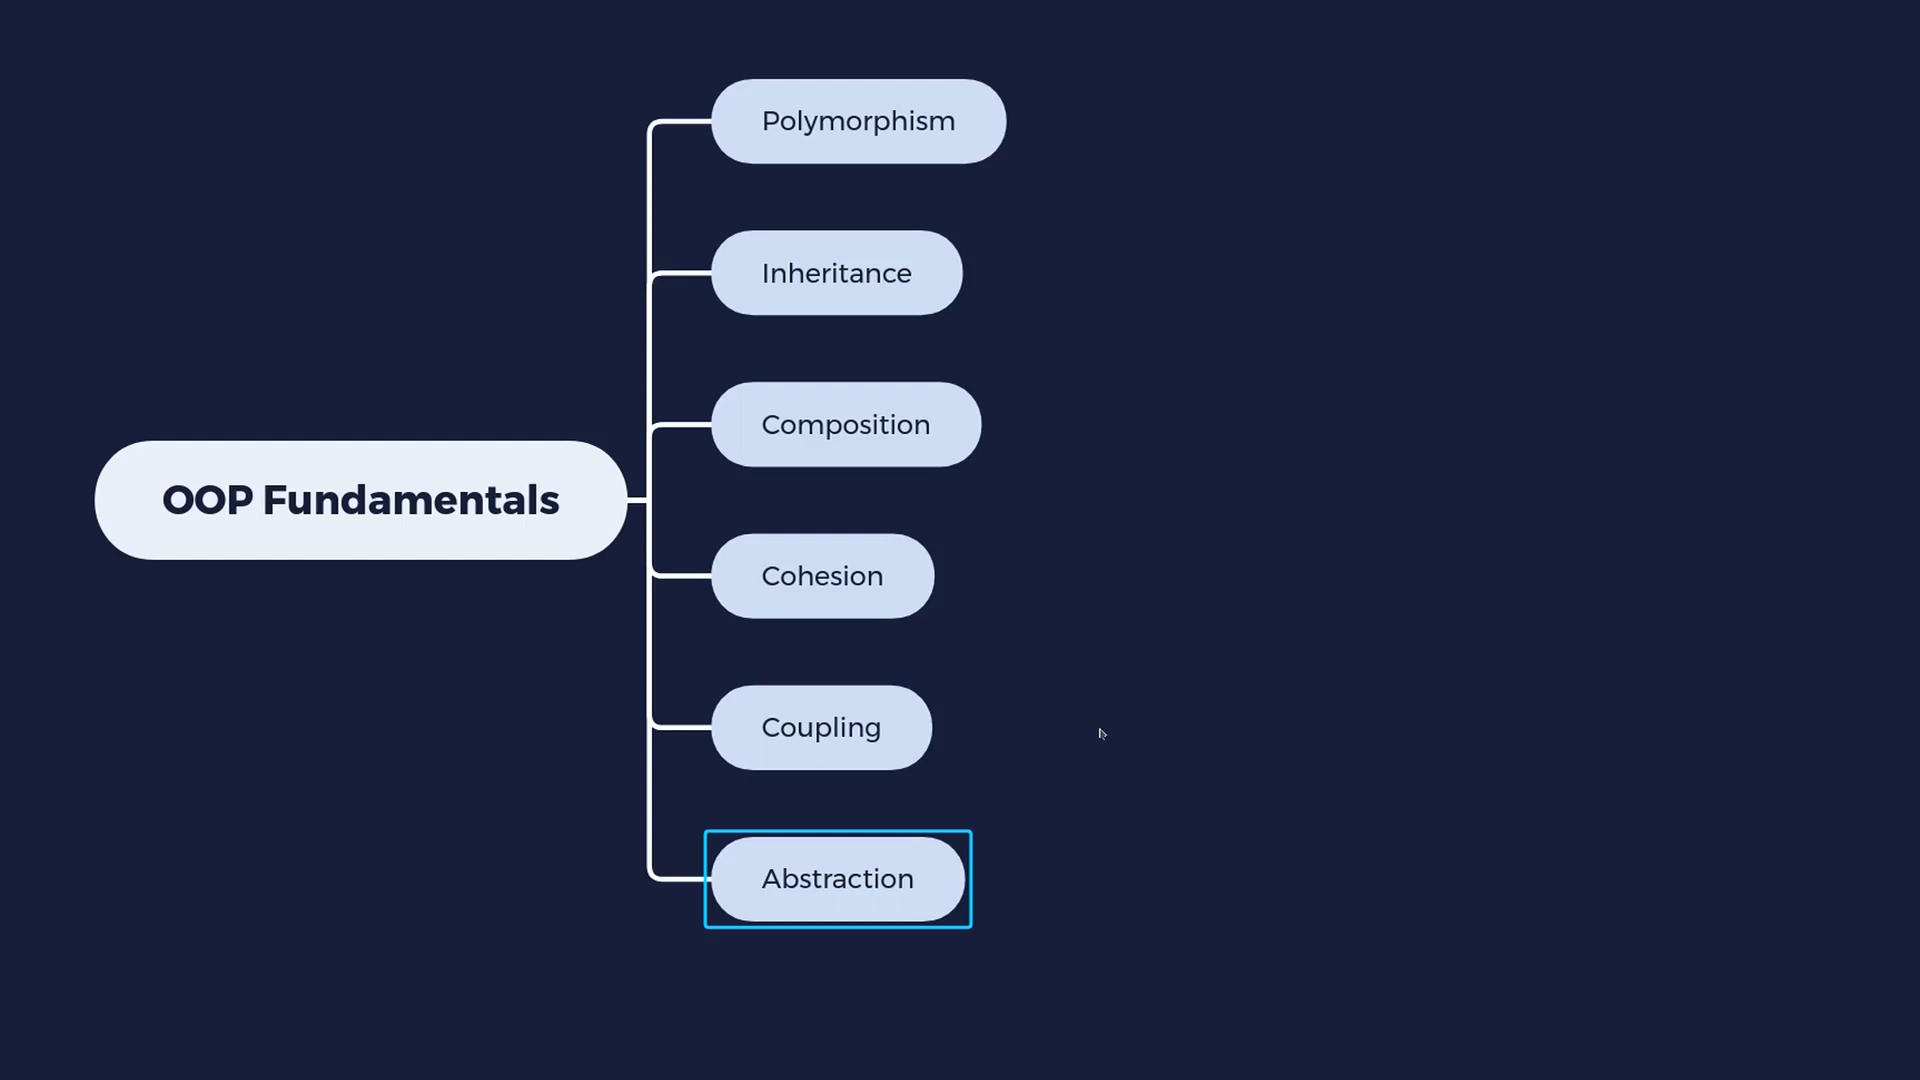 OOP Fundamentals
Polymorphism
Inheritance
Composition
Cohesion
Coupling
Abstraction